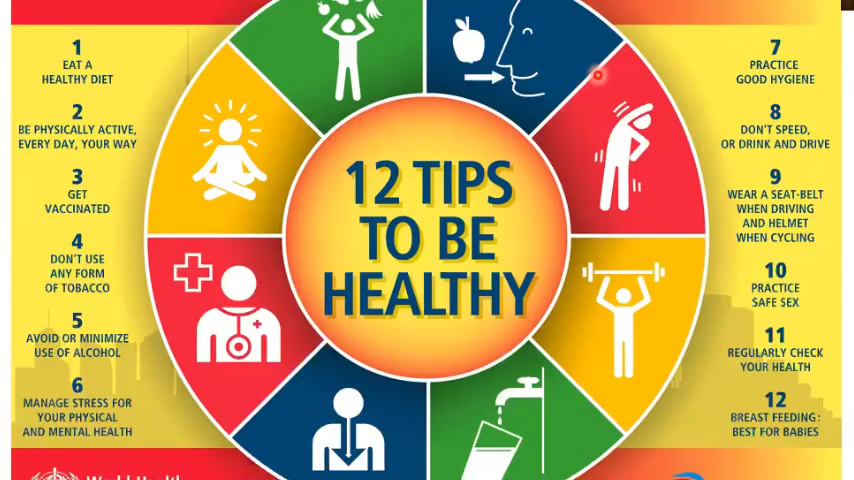 1
EAT A
HEALTHY DIET
2
BE PHYSICALLY ACTIVE,
EVERY DAY, YOUR WAY
3
GET
VACCINATED
4
DON'T USE
ANY FORM
OF TOBACCO
5
AVOID OR MINIMIZE
USE OF ALCOHOL
6
MANAGE STRESS FOR
YOUR PHYSICAL
AND MENTAL HEALTH
12 TIPS
TO BE
HEALTHY
7
PRACTICE
GOOD HYGIENE
8
DON'T SPEED,
OR DRINK AND DRIVE
9
WEAR A SEAT-BELT
WHEN DRIVING
AND HELMET
WHEN CYCLING
10
PRACTICE
SAFE SEX
11
REGULARLY CHECK
YOUR HEALTH
12
BREAST FEEDING:
BEST FOR BABIES
World Health